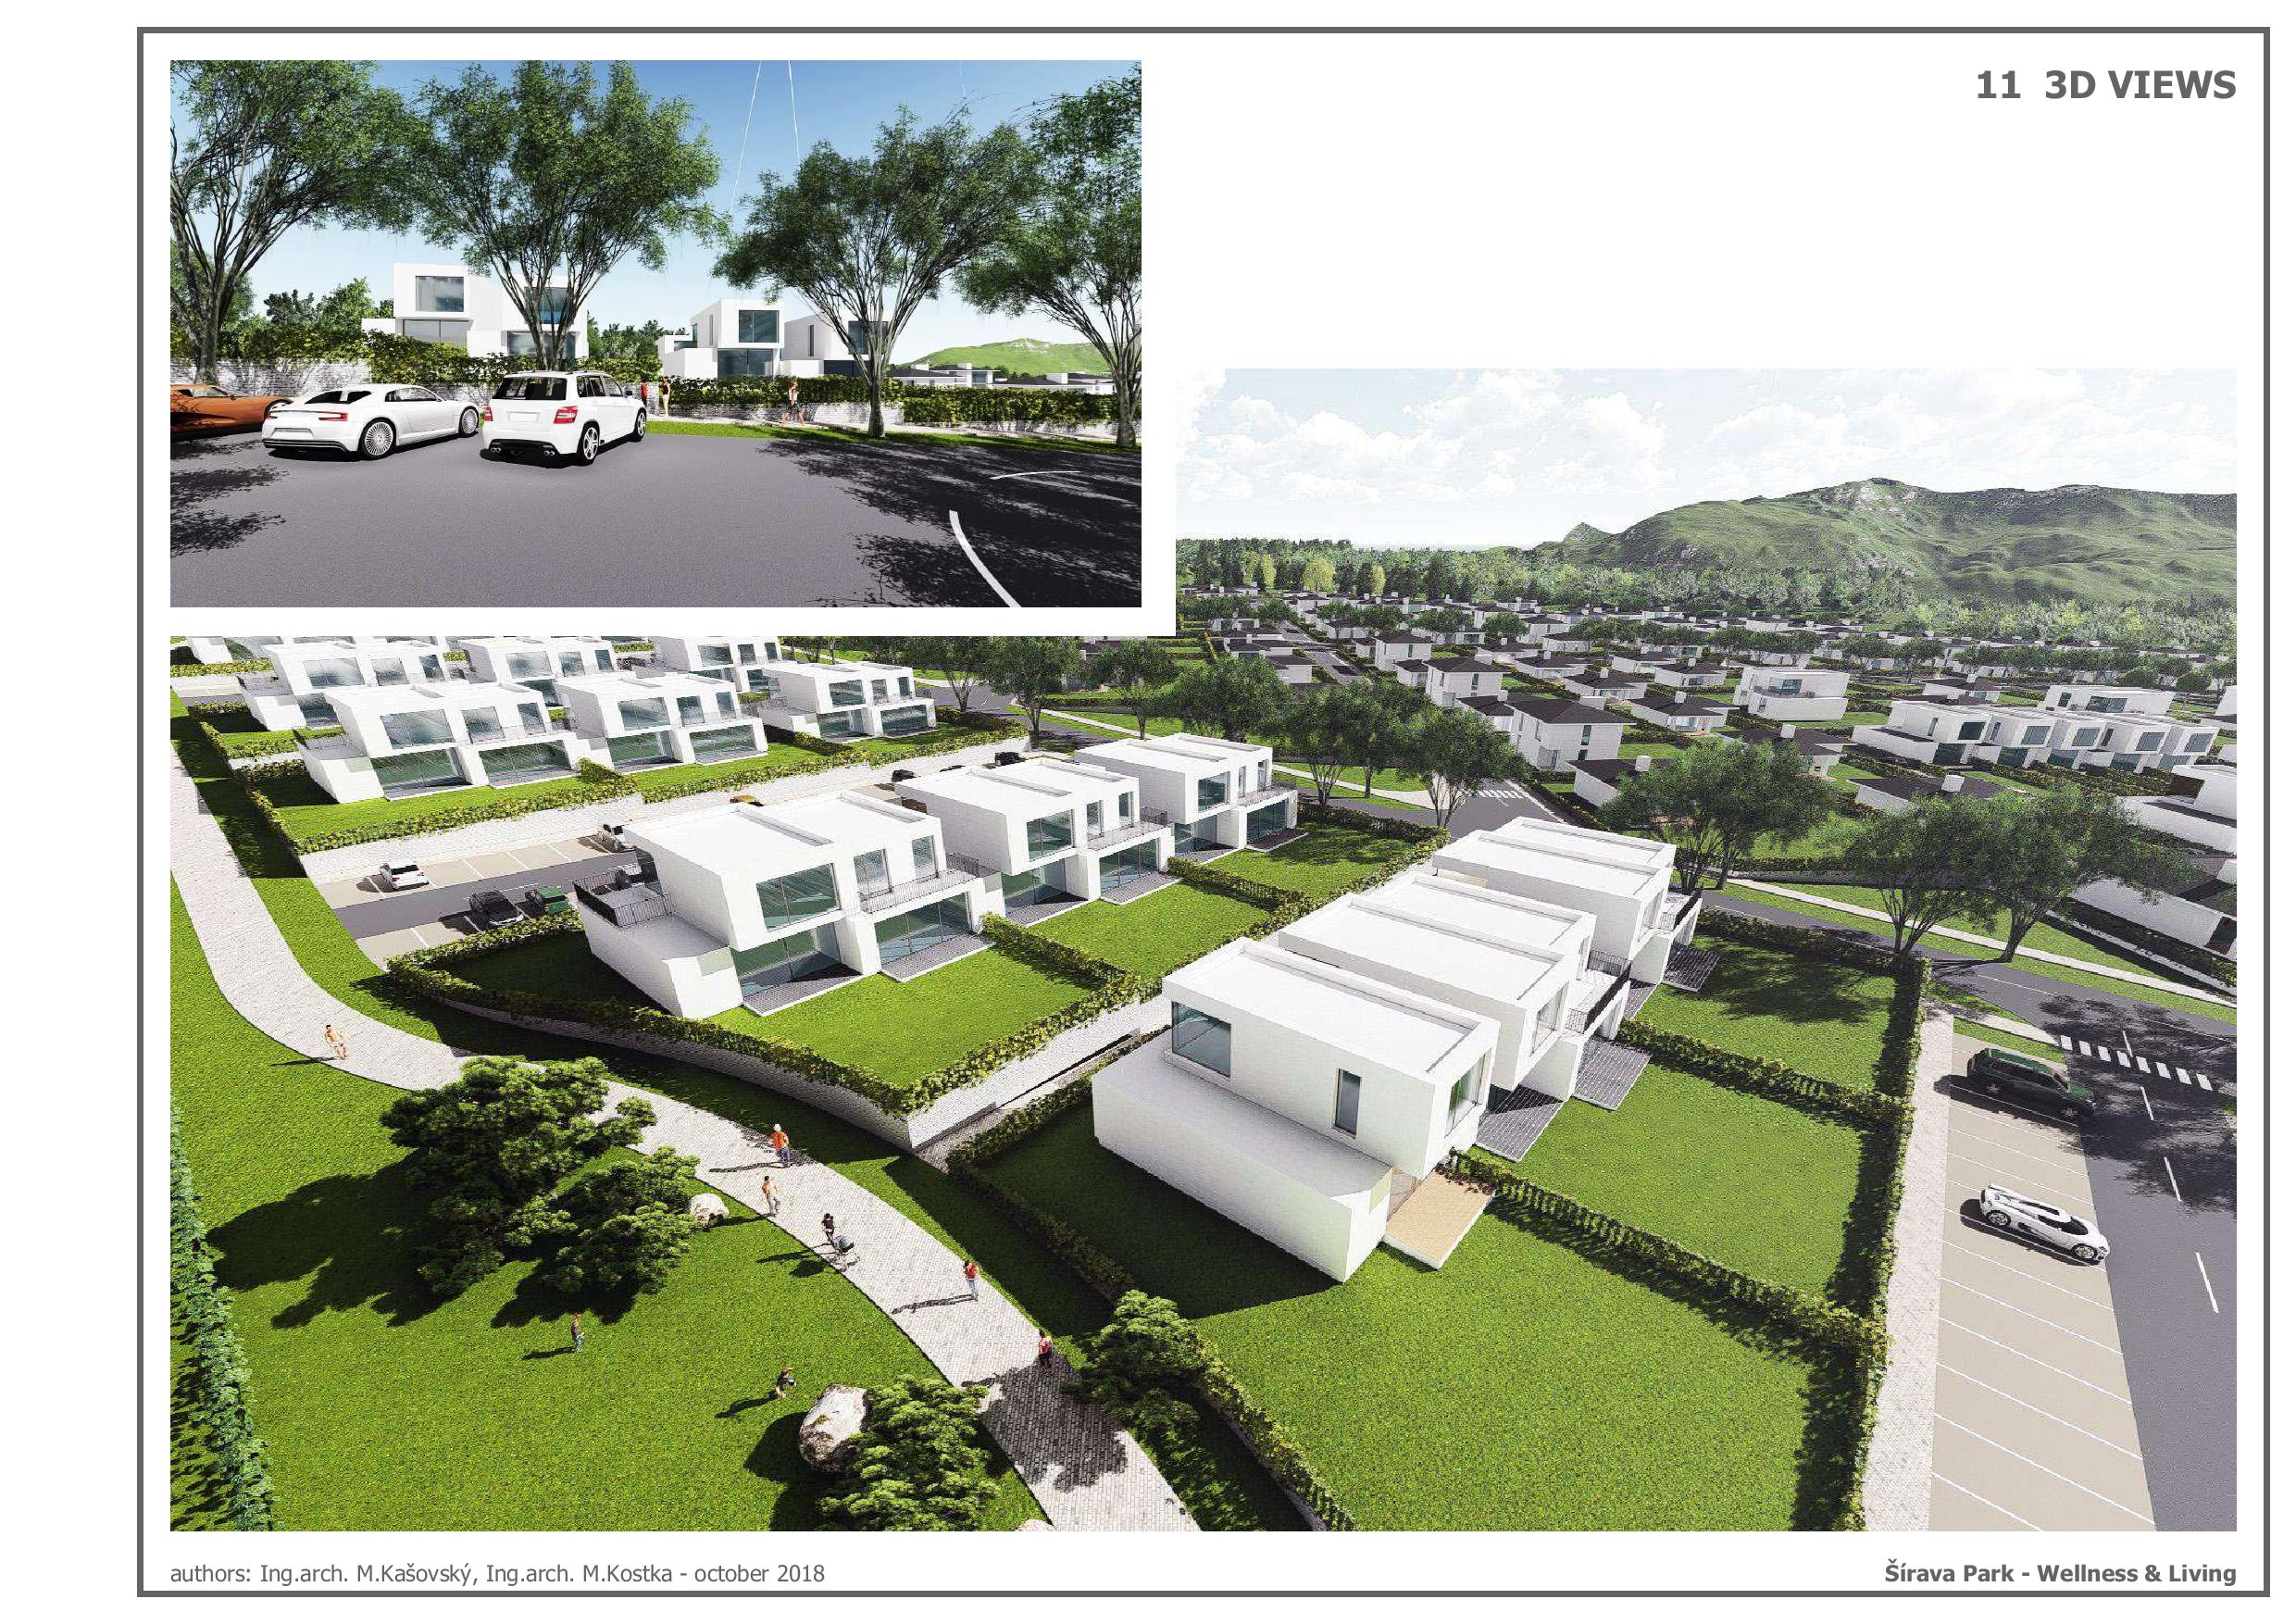 11 3D VIEWS
authors: Ing.arch. M.Kašovský, Ing.arch. M.Kostka - october 2018
Šírava Park - Wellness & Living